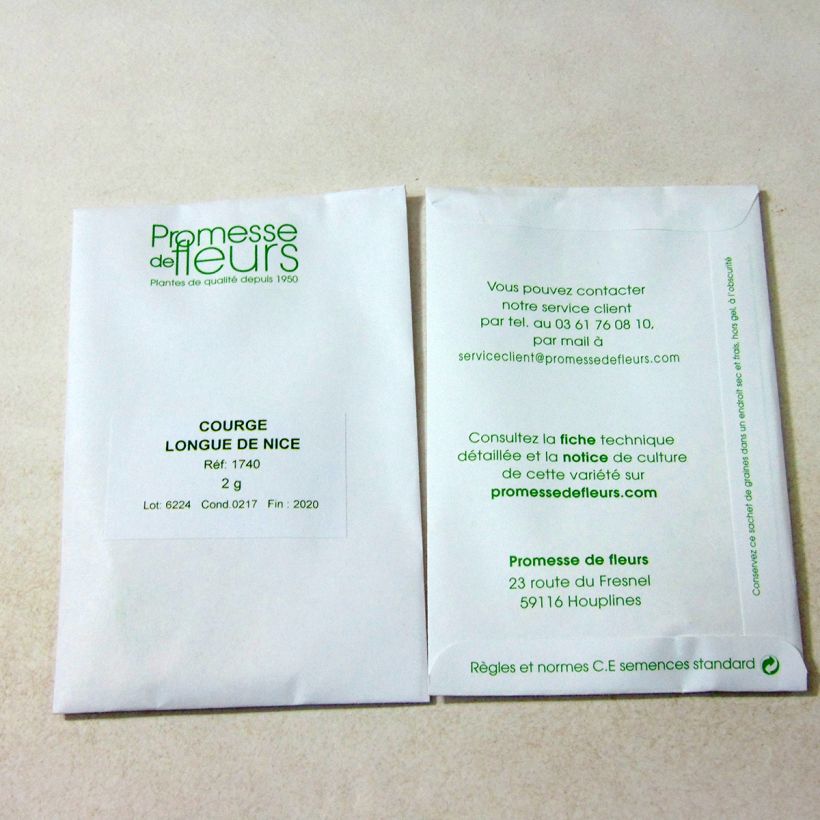 Promesse
de fleurs
Plantes de qualité depuis 1950
COURGE
LONGUE DE NICE
Réf: 1740
2 g
Lot: 6224 Cond.0217 Fin : 2020
Vous pouvez contacter
notre service client
par tel. au 03 61 76 08 10,
par mail à
serviceclient@promessedefleurs.com
Consultez la fiche technique
détaillée et la notice de culture
de cette variété sur
promessedefleurs.com
Promesse de fleurs
23 route du Fresnel
59116 Houplines
Règles et normes C.E semences standard
Conservez ce sachet de graines dans un endroit sec et frais, hors gel, à l'obscurité